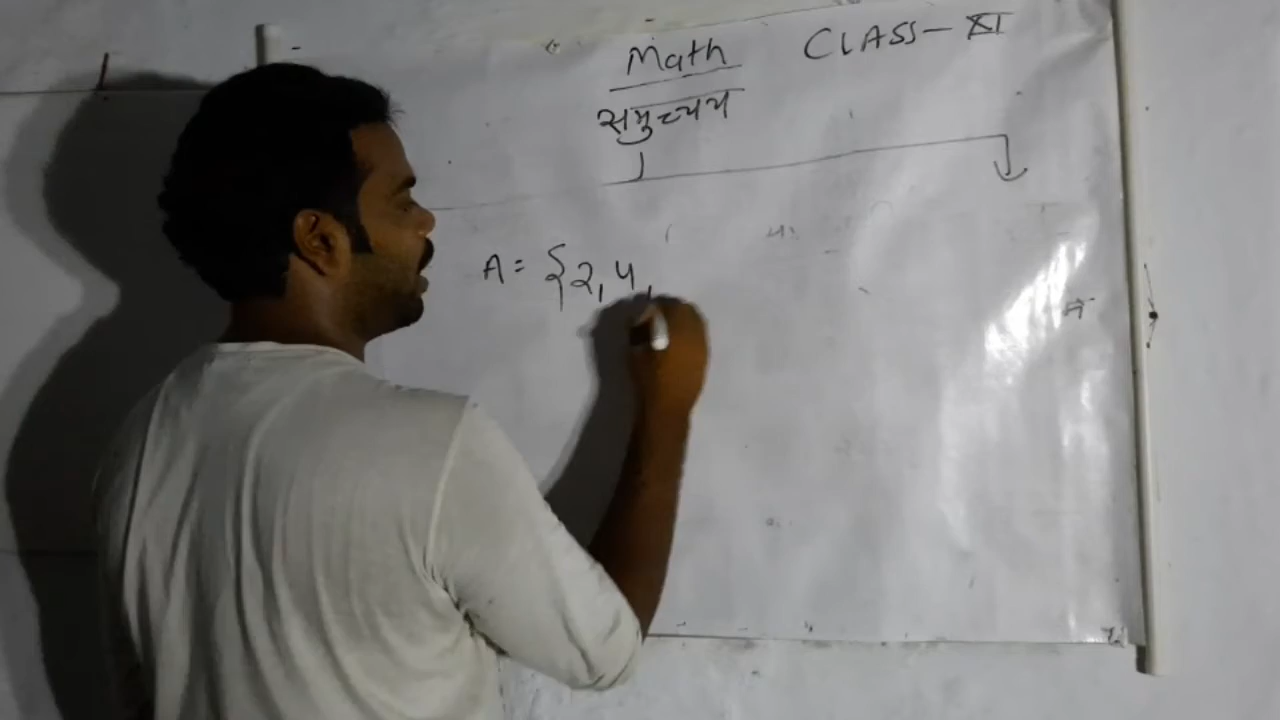 Math CLASS-XI
समुच्चय
A = {2, 4,